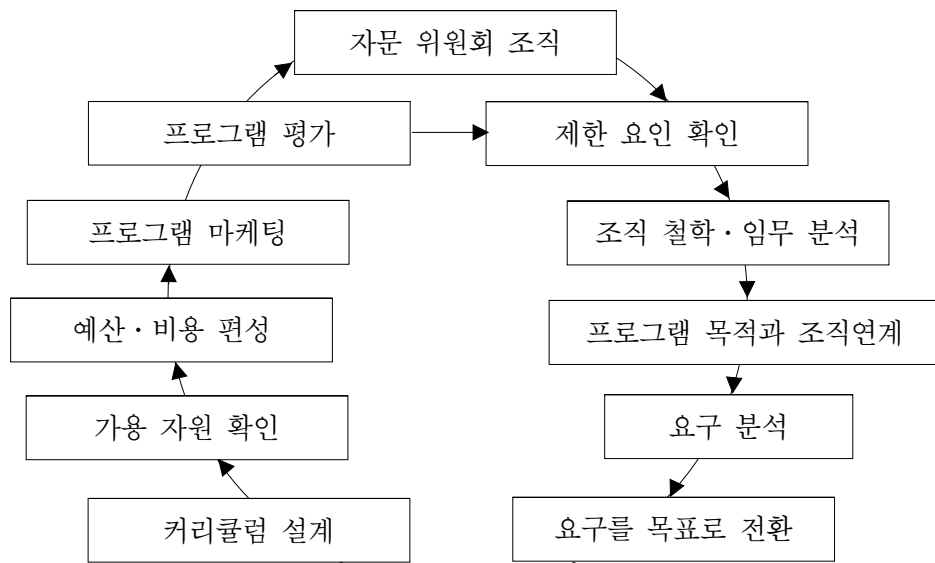 자문 위원회 조직
프로그램 평가
제한 요인 확인
프로그램 마케팅
조직 철학·임무 분석
예산·비용 편성
프로그램 목적과 조직연계
가용 자원 확인
요구 분석
커리큘럼 설계
요구를 목표로 전환